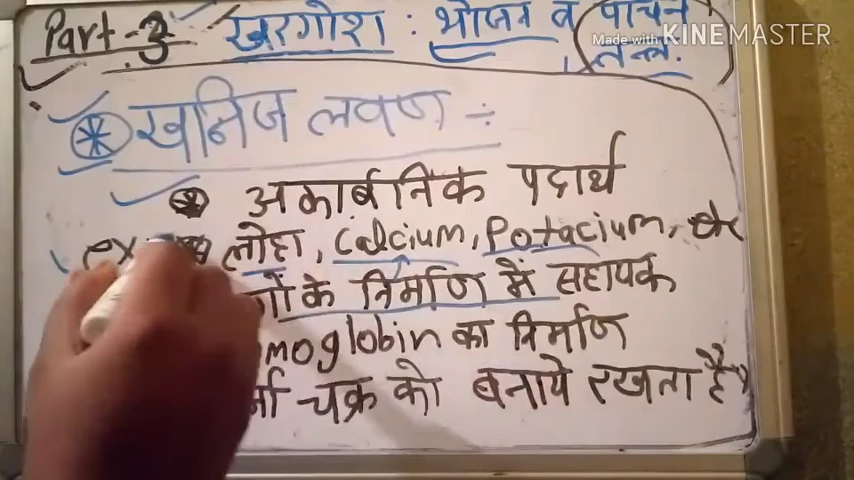 Part-3 खरगोश : भोजन व पाचन
तन्त्र.
Made with KINEMASTER
खनिज लवण :-
अकार्बनिक पदार्थ
ex लोहा, Calcium, Potacium, etc
के निर्माण में सहायक
moglobin का निर्माण
चक्र को बनाये रखता है